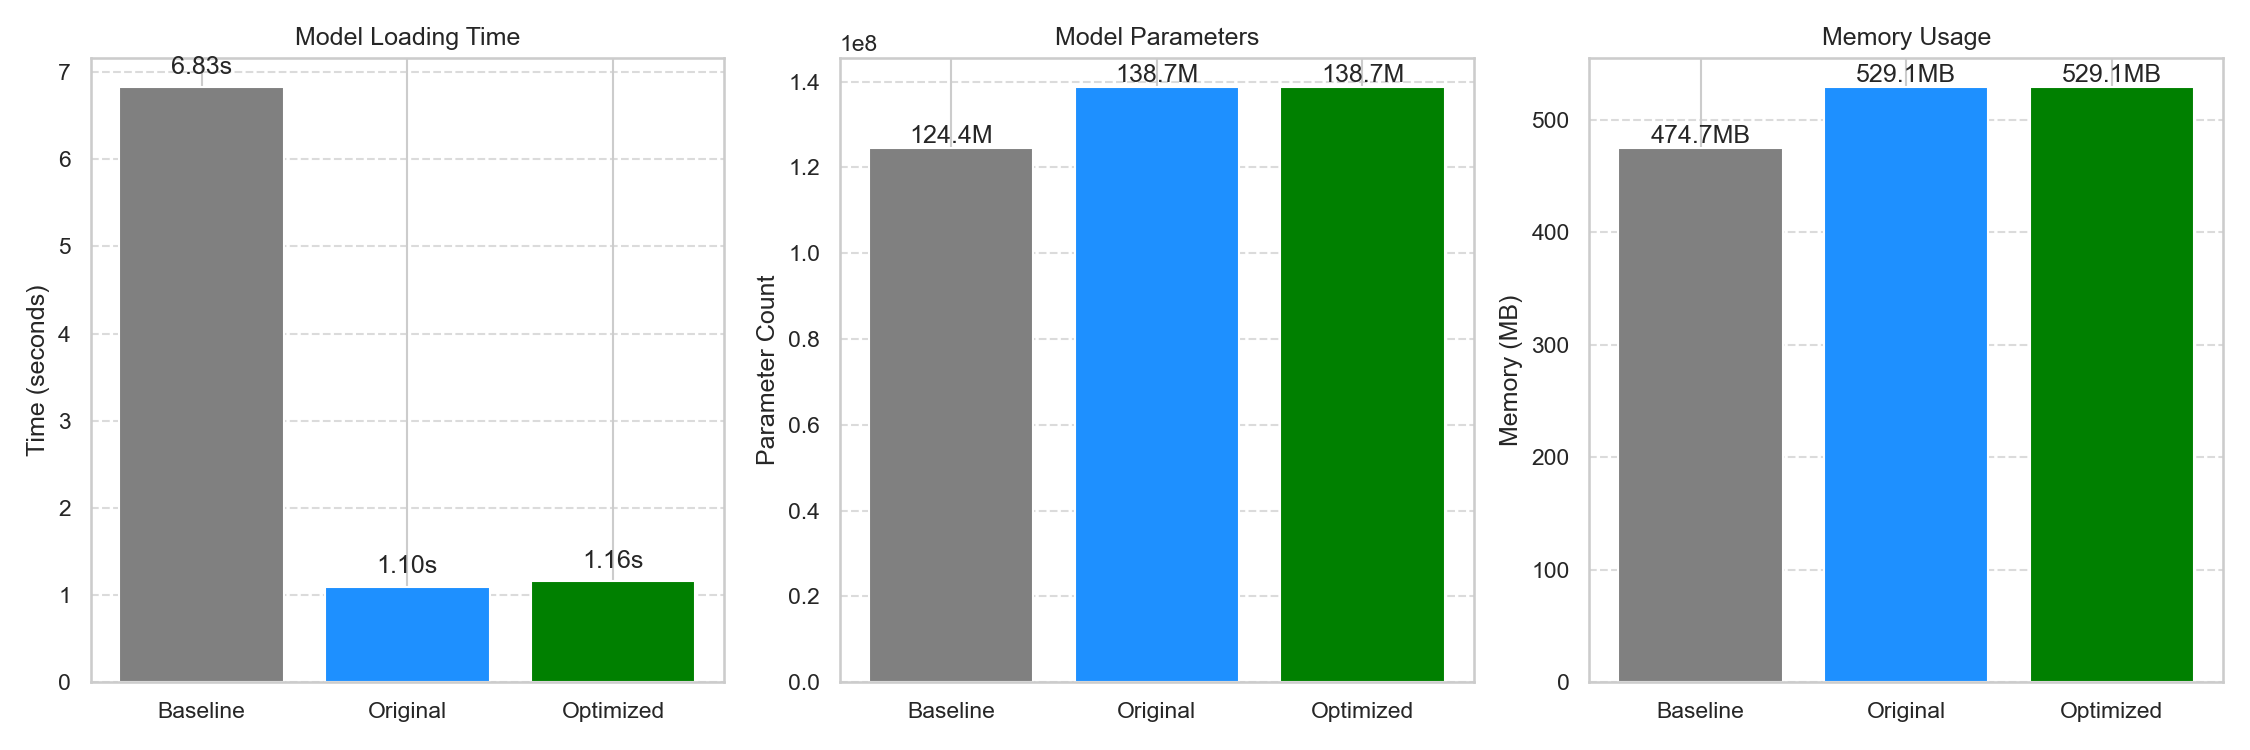 Model Loading Time
Time (seconds)
7
6
5
4
3
2
1
0
6.83s
1.10s
1.16s
Baseline
Original
Optimized
Model Parameters
1e8
Parameter Count
1.4
1.2
1.0
0.8
0.6
0.4
0.2
0.0
124.4M
138.7M
138.7M
Baseline
Original
Optimized
Memory Usage
Memory (MB)
500
400
300
200
100
0
474.7MB
529.1MB
529.1MB
Baseline
Original
Optimized